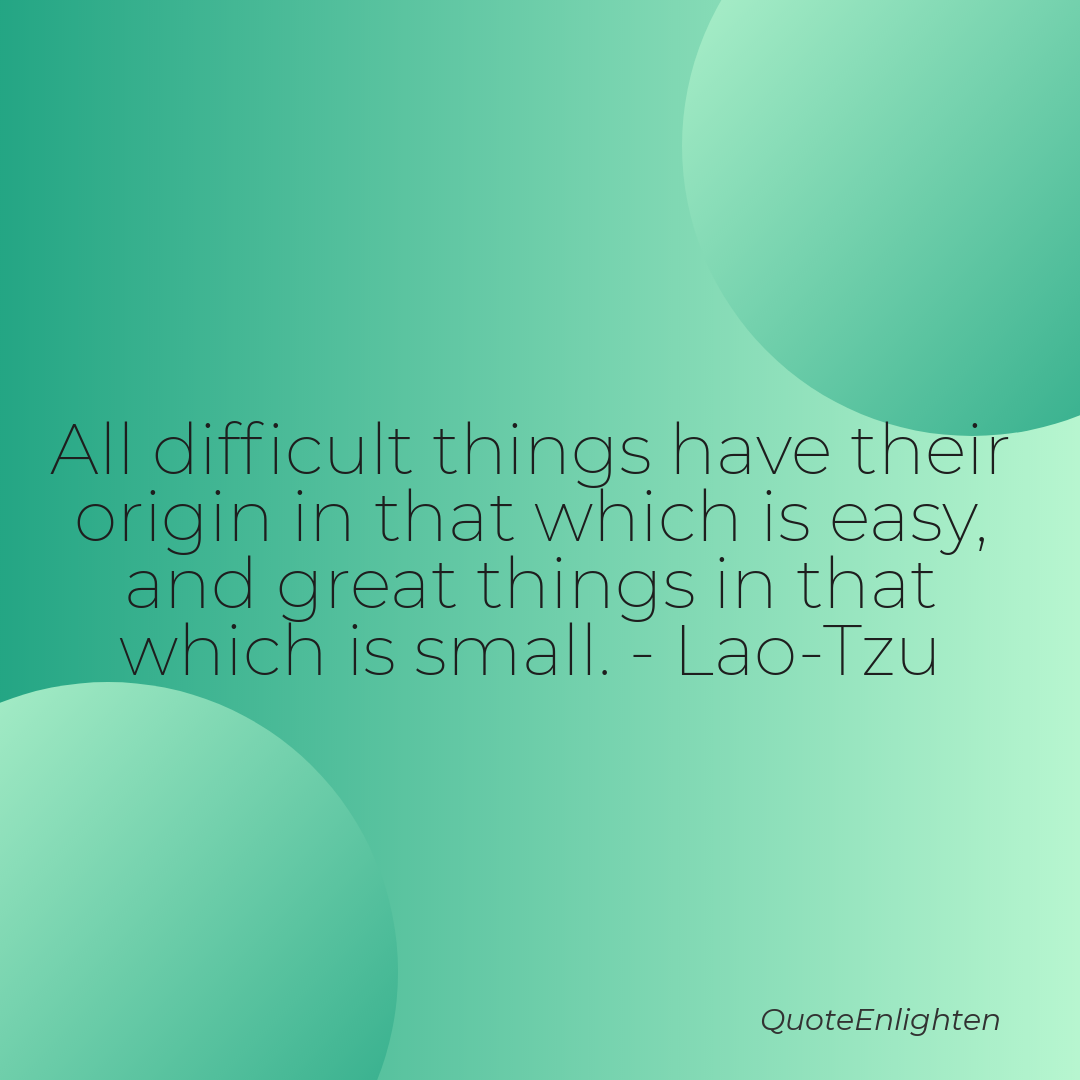 All difficult things have their
origin in that which is easy,
and great things in that
which is small. - Lao-Tzu
QuoteEnlighten